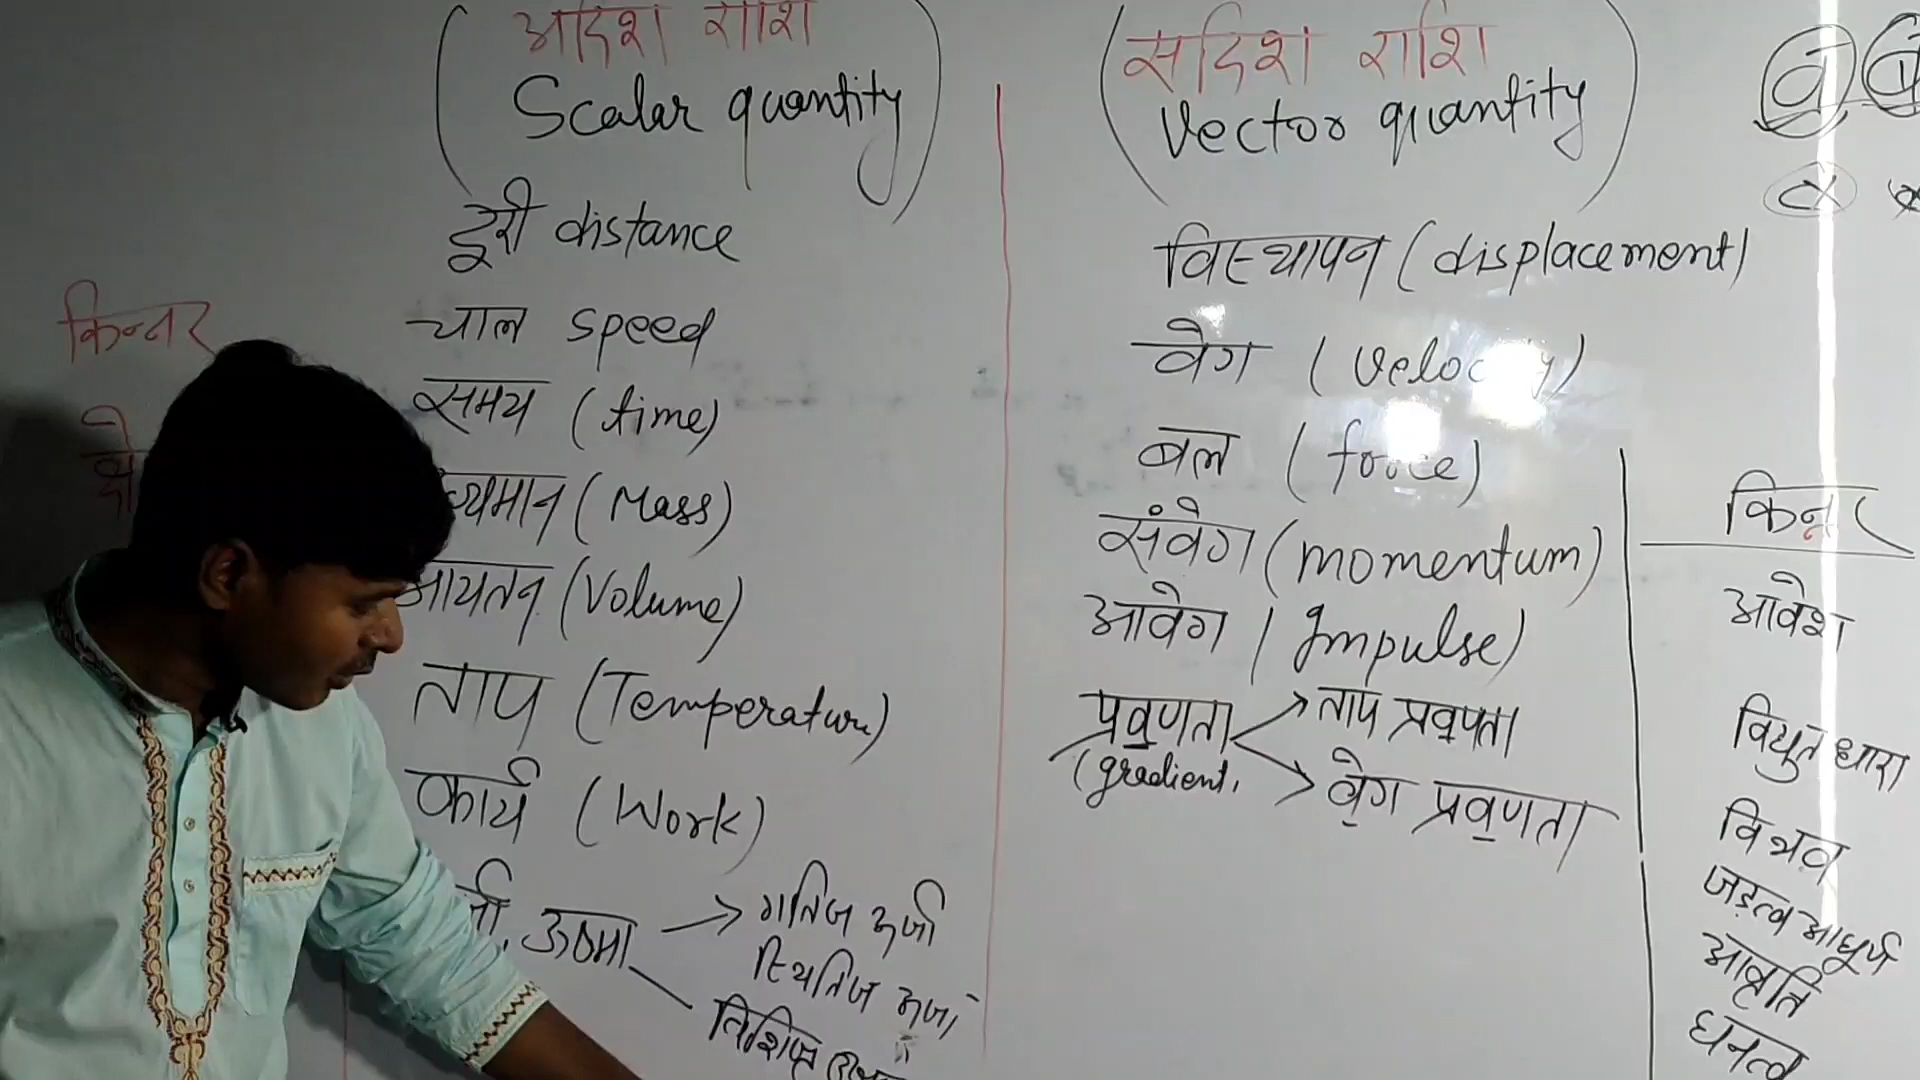 अदिश राशि
Scalar quantity
दूरी distance
चाल speed
समय (time)
्यमान (Mass)
आयतन (Volume)
ताप (Temperature)
कार्य (Work)
र्जा, ऊष्मा → गतिज ऊर्जा
स्थितिज ऊर्जा
विशिष्ट
सदिश राशि
Vector quantity
विस्थापन (displacement)
वेग (velocity)
बल (force)
संवेग (momentum)
आवेग (Impulse)
प्रवणता → ताप प्रवणता
(gradient, → वेग प्रवणता
किन्नर
किन्नर
आवेश
विद्युत धारा
विभव
जड़त्व आघूर्ण
आवृति
घनत्व